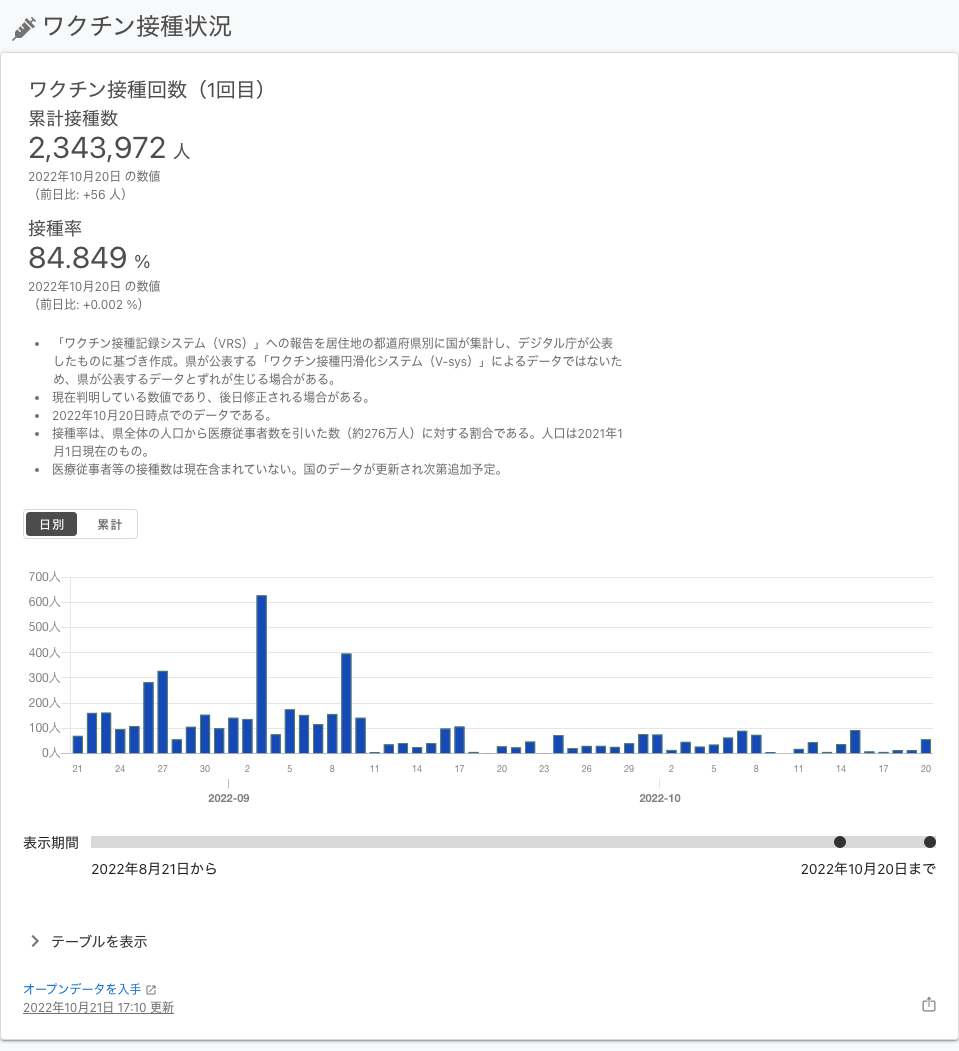 ワクチン接種状況
ワクチン接種回数（1回目）
累計接種数
2,343,972 人
2022年10月20日 の数値
（前日比: +56 人）
接種率
84.849 %
2022年10月20日 の数値
（前日比: +0.002 %）
• 「ワクチン接種記録システム（VRS）」への報告を居住地の都道府県別に国が集計し、デジタル庁が公表
したものに基づき作成。県が公表する「ワクチン接種円滑化システム（V-sys）」によるデータではないた
め、県が公表するデータとずれが生じる場合がある。
• 現在判明している数値であり、後日修正される場合がある。
• 2022年10月20日時点でのデータである。
• 接種率は、県全体の人口から医療従事者数を引いた数（約276万人）に対する割合である。人口は2021年1
月1日現在のもの。
• 医療従事者等の接種数は現在含まれていない。国のデータが更新され次第追加予定。
日別 累計
700人
600人
500人
400人
300人
200人
100人
0人
21 24 27 30 2 5 8 11 14 17 20 23 26 29 2 5 8 11 14 17 20
2022-09 2022-10
表示期間
2022年8月21日から 2022年10月20日まで
テーブルを表示
オープンデータを入手
2022年10月21日 17:10 更新